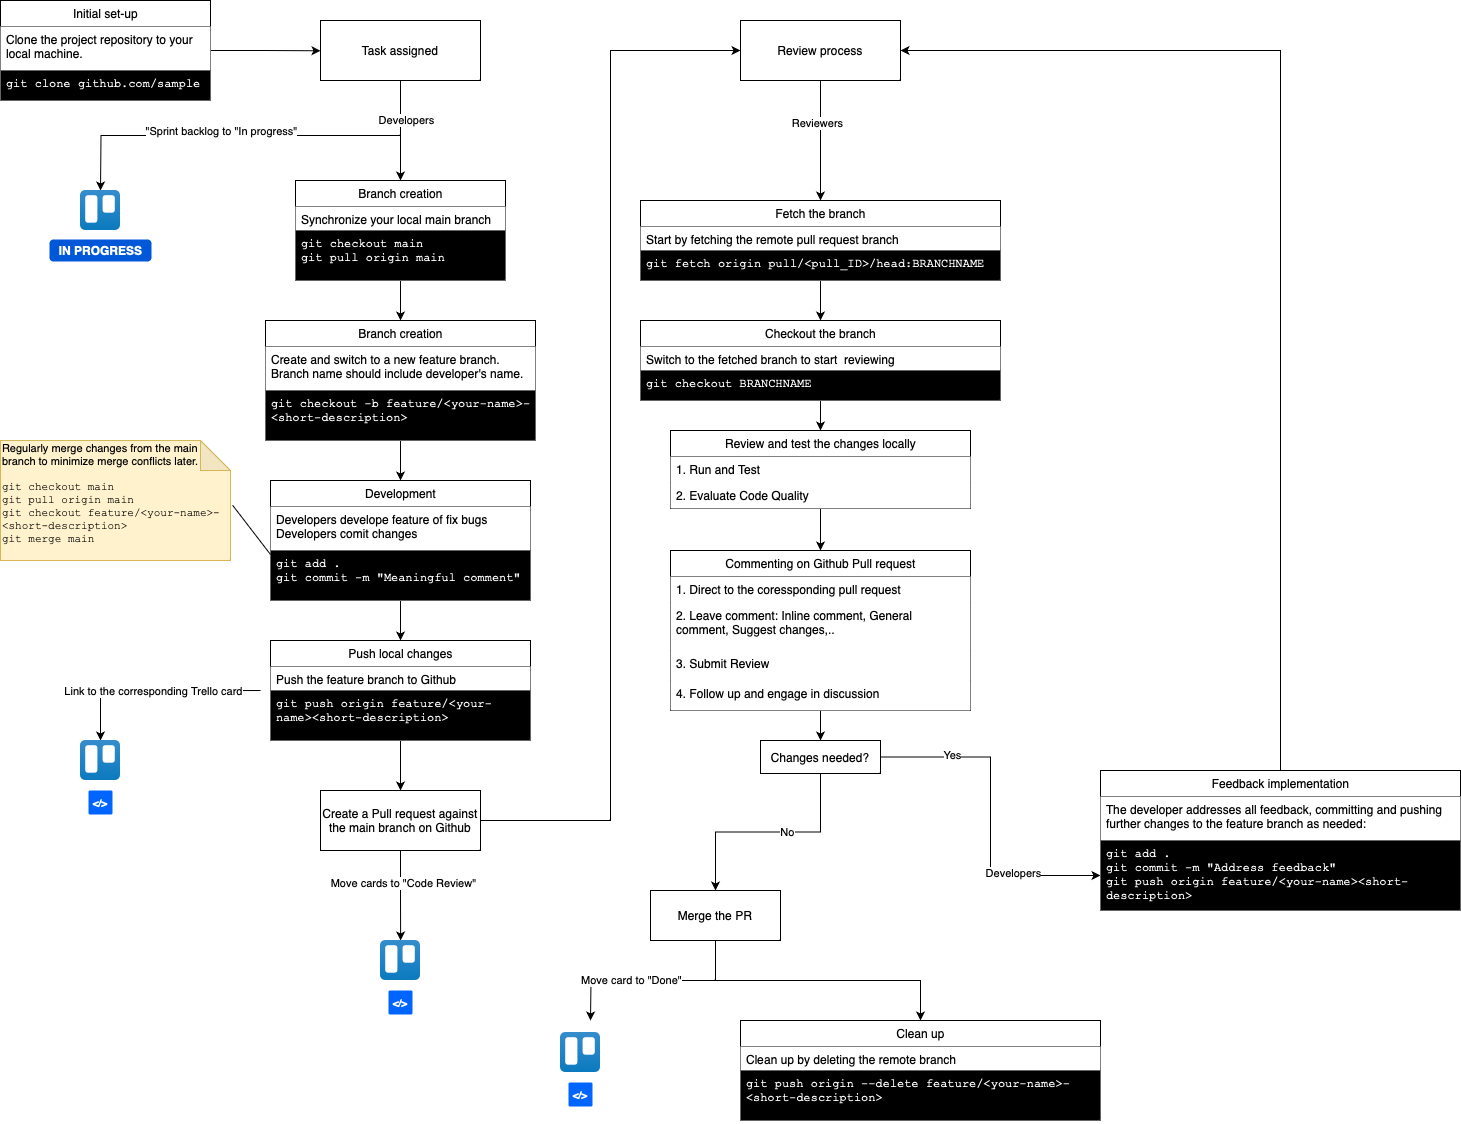 Initial set-up
Clone the project repository to your
local machine.
git clone github.com/sample
Task assigned
Developers
"Sprint backlog to "In progress"
IN PROGRESS
Branch creation
Synchronize your local main branch
git checkout main
git pull origin main
Branch creation
Create and switch to a new feature branch.
Branch name should include developer's name.
git checkout -b feature/<your-name>-
<short-description>
Regularly merge changes from the main
branch to minimize merge conflicts later.
git checkout main
git pull origin main
git checkout feature/<your-name>-
<short-description>
git merge main
Development
Developers develope feature of fix bugs
Developers comit changes
git add .
git commit -m "Meaningful comment"
Push local changes
Push the feature branch to Github
git push origin feature/<your-
name><short-description>
Link to the corresponding Trello card
</>
Create a Pull request against
the main branch on Github
Move cards to "Code Review"
</>
Review process
Reviewers
Fetch the branch
Start by fetching the remote pull request branch
git fetch origin pull/<pull_ID>/head:BRANCHNAME
Checkout the branch
Switch to the fetched branch to start  reviewing
git checkout BRANCHNAME
Review and test the changes locally
1. Run and Test
2. Evaluate Code Quality
Commenting on Github Pull request
1. Direct to the coressponding pull request
2. Leave comment: Inline comment, General
comment, Suggest changes,..
3. Submit Review
4. Follow up and engage in discussion
Changes needed?
Yes
No
Developers
Feedback implementation
The developer addresses all feedback, committing and pushing
further changes to the feature branch as needed:
git add .
git commit -m "Address feedback"
git push origin feature/<your-name><short-
description>
Merge the PR
Move card to "Done"
</>
Clean up
Clean up by deleting the remote branch
git push origin --delete feature/<your-name>-
<short-description>